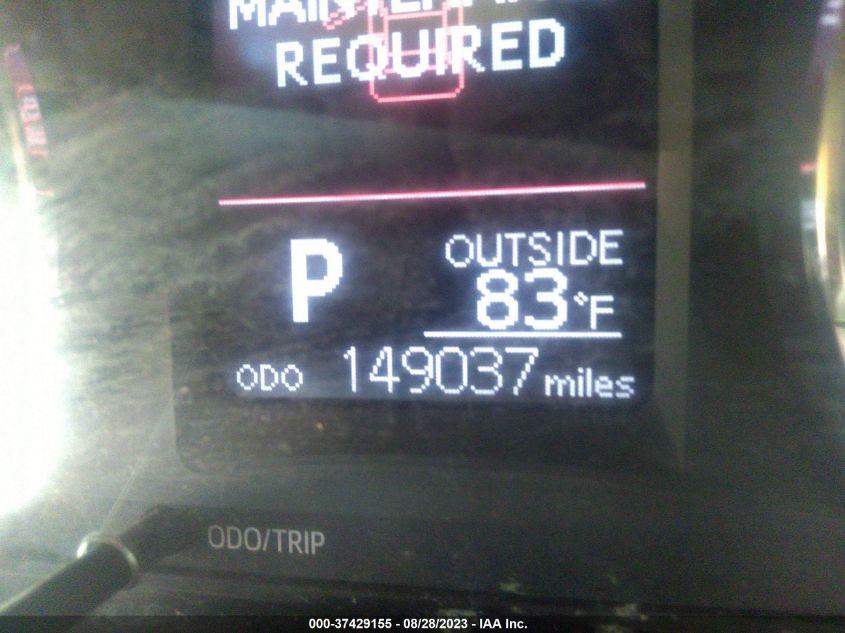 REQUIRED
P
OUTSIDE
83°F
ODO 149037 miles
ODO/TRIP
000-37429155 - 08/28/2023 - IAA Inc.